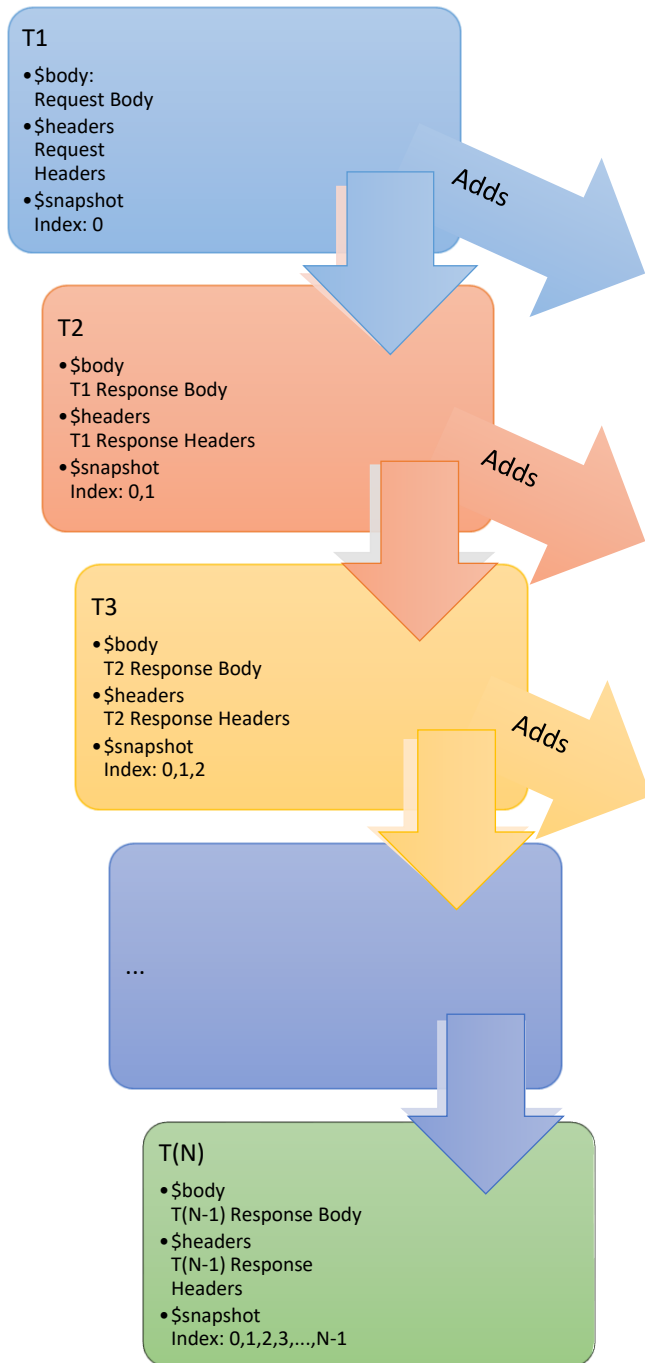 T1
•$body:
Request Body
•$headers
Request
Headers
•$snapshot
Index: 0
Adds
T2
•$body
T1 Response Body
•$headers
T1 Response Headers
•$snapshot
Index: 0,1
Adds
T3
•$body
T2 Response Body
•$headers
T2 Response Headers
•$snapshot
Index: 0,1,2
Adds
...
T(N)
•$body
T(N-1) Response Body
•$headers
T(N-1) Response
Headers
•$snapshot
Index: 0,1,2,3,...,N-1